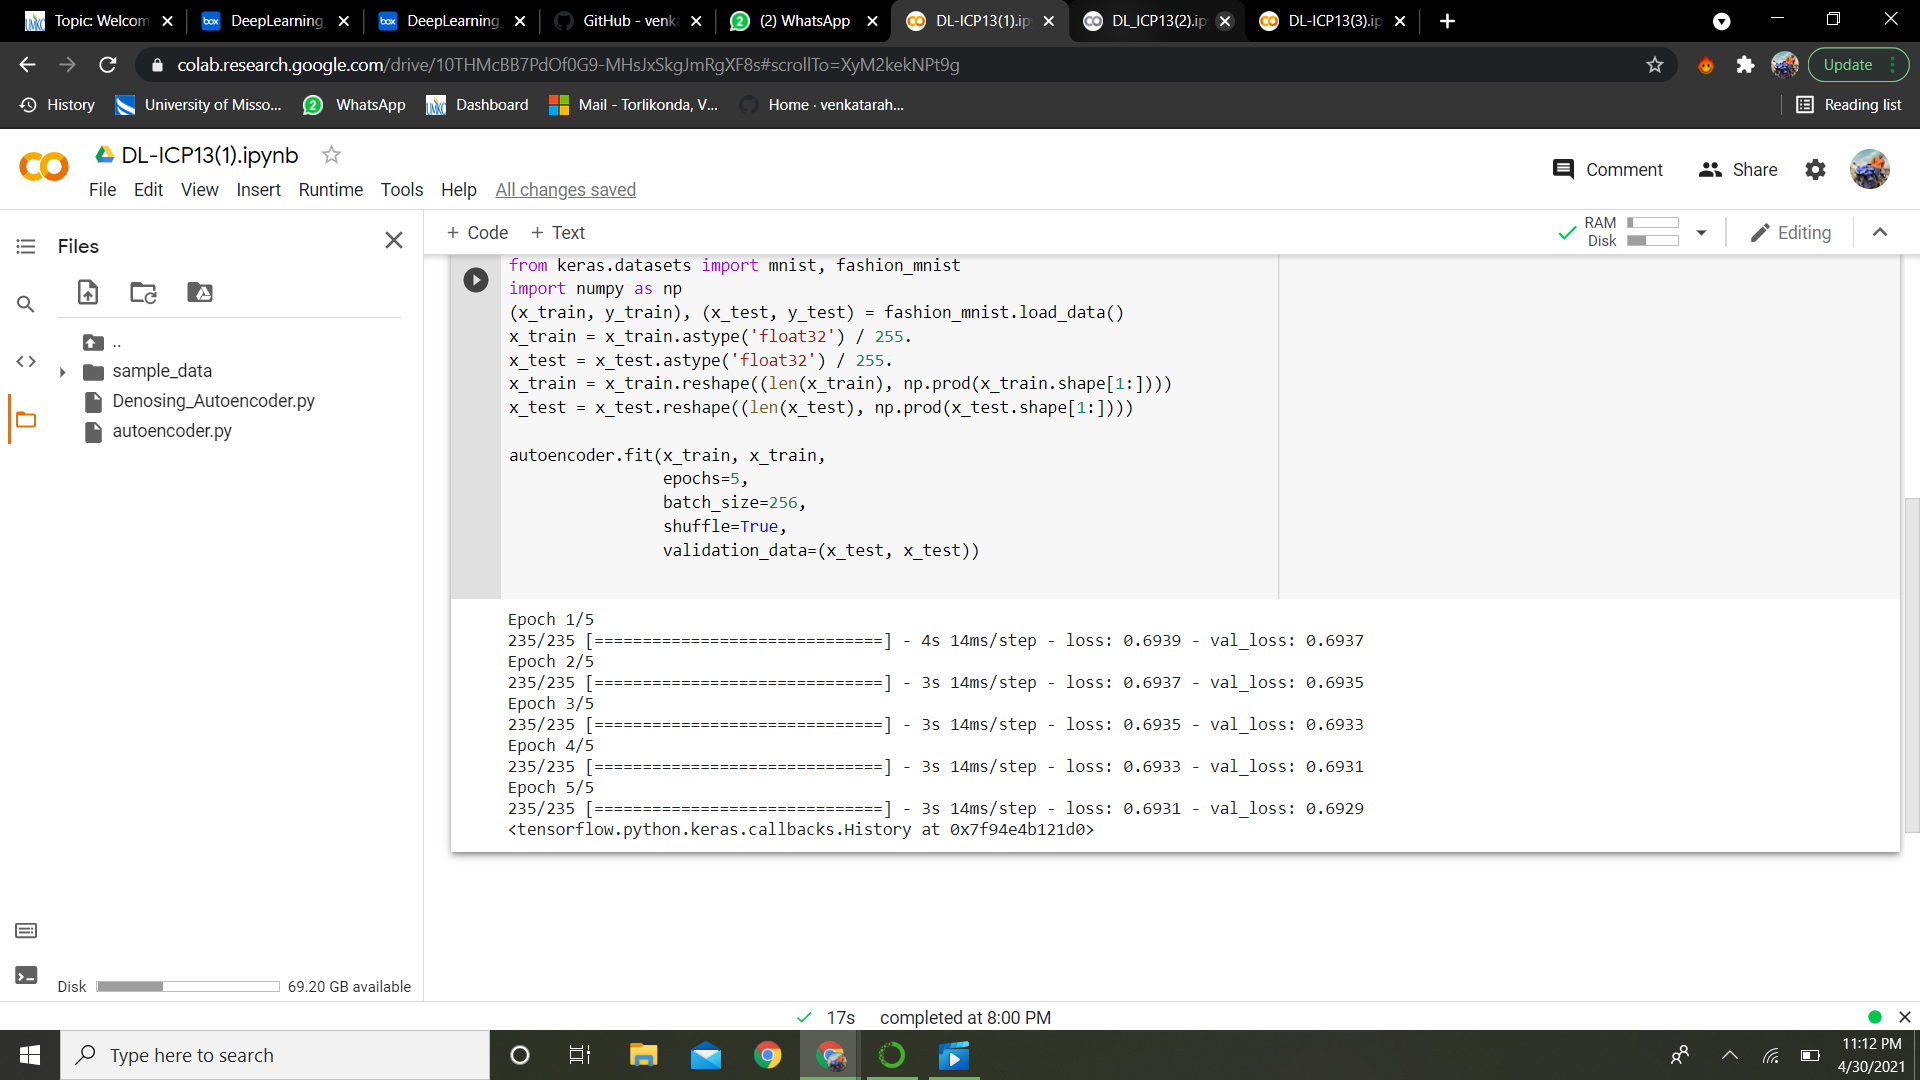 Topic: Welcom
DeepLearning_
DeepLearning_
GitHub - venka
(2) WhatsApp
DL-ICP13(1).ip
DL_ICP13(2).ip
DL-ICP13(3).ip
colab.research.google.com/drive/10THMcBB7PdOf0G9-MHsJxSkgJmRgXF8s#scrollTo=XyM2kekNPt9g
Update
History
University of Misso...
WhatsApp
Dashboard
Mail - Torlikonda, V...
Home · venkatarah...
Reading list
DL-ICP13(1).ipynb
File Edit View Insert Runtime Tools Help All changes saved
Comment
Share
Files
+ Code + Text
RAM
Disk
Editing
..
sample_data
Denosing_Autoencoder.py
autoencoder.py
from keras.datasets import mnist, fashion_mnist
import numpy as np
(x_train, y_train), (x_test, y_test) = fashion_mnist.load_data()
x_train = x_train.astype('float32') / 255.
x_test = x_test.astype('float32') / 255.
x_train = x_train.reshape((len(x_train), np.prod(x_train.shape[1:])))
x_test = x_test.reshape((len(x_test), np.prod(x_test.shape[1:])))
autoencoder.fit(x_train, x_train,
epochs=5,
batch_size=256,
shuffle=True,
validation_data=(x_test, x_test))
Epoch 1/5
235/235 [==============================] - 4s 14ms/step - loss: 0.6939 - val_loss: 0.6937
Epoch 2/5
235/235 [==============================] - 3s 14ms/step - loss: 0.6937 - val_loss: 0.6935
Epoch 3/5
235/235 [==============================] - 3s 14ms/step - loss: 0.6935 - val_loss: 0.6933
Epoch 4/5
235/235 [==============================] - 3s 14ms/step - loss: 0.6933 - val_loss: 0.6931
Epoch 5/5
235/235 [==============================] - 3s 14ms/step - loss: 0.6931 - val_loss: 0.6929
<tensorflow.python.keras.callbacks.History at 0x7f94e4b121d0>
Disk
69.20 GB available
17s completed at 8:00 PM
Type here to search
11:12 PM
4/30/2021